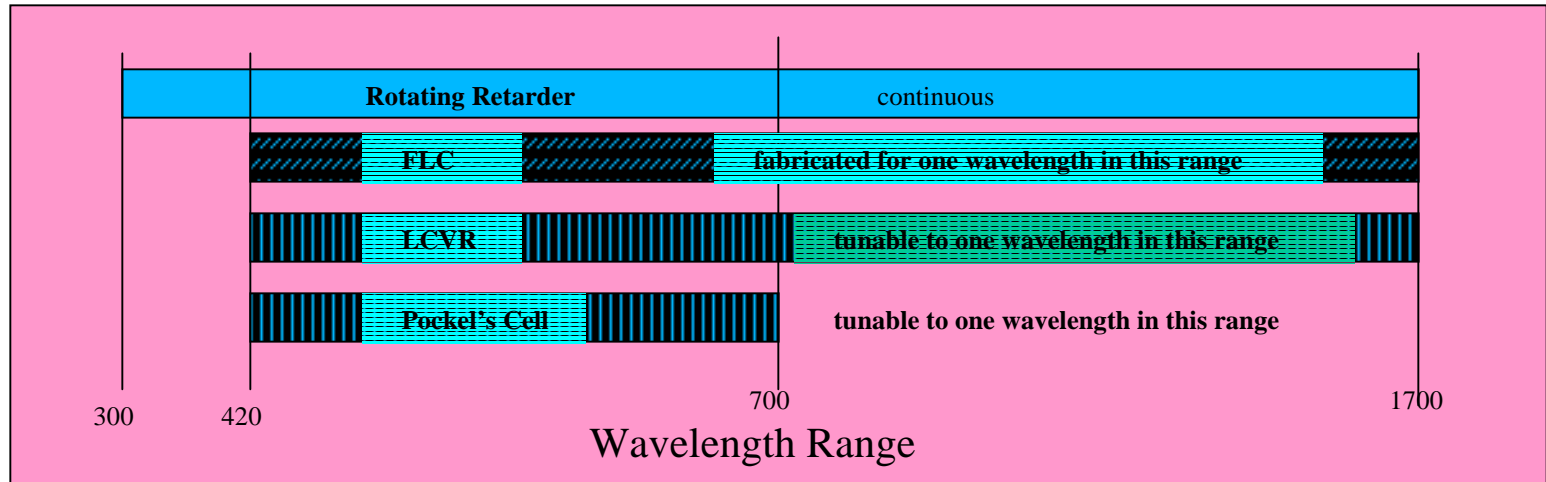 Rotating Retarder continuous
FLC fabricated for one wavelength in this range
LCVR tunable to one wavelength in this range
Pockel's Cell tunable to one wavelength in this range
300 420 700 1700
Wavelength Range